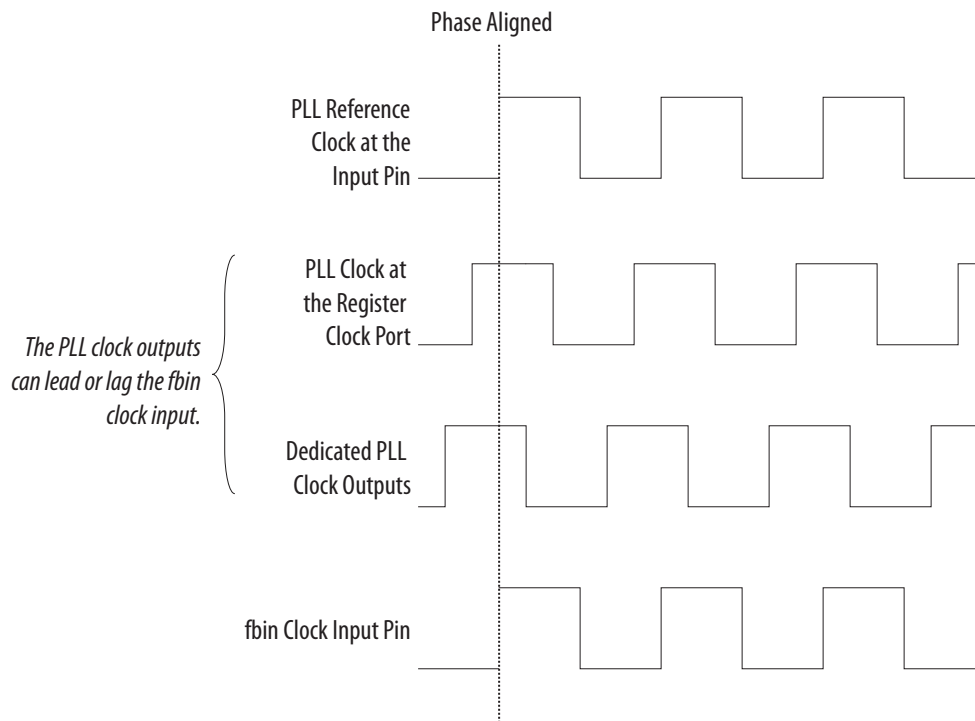 Phase Aligned
PLL Reference
Clock at the
Input Pin
PLL Clock at
the Register
Clock Port
The PLL clock outputs
can lead or lag the fbin
clock input.
Dedicated PLL
Clock Outputs
fbin Clock Input Pin